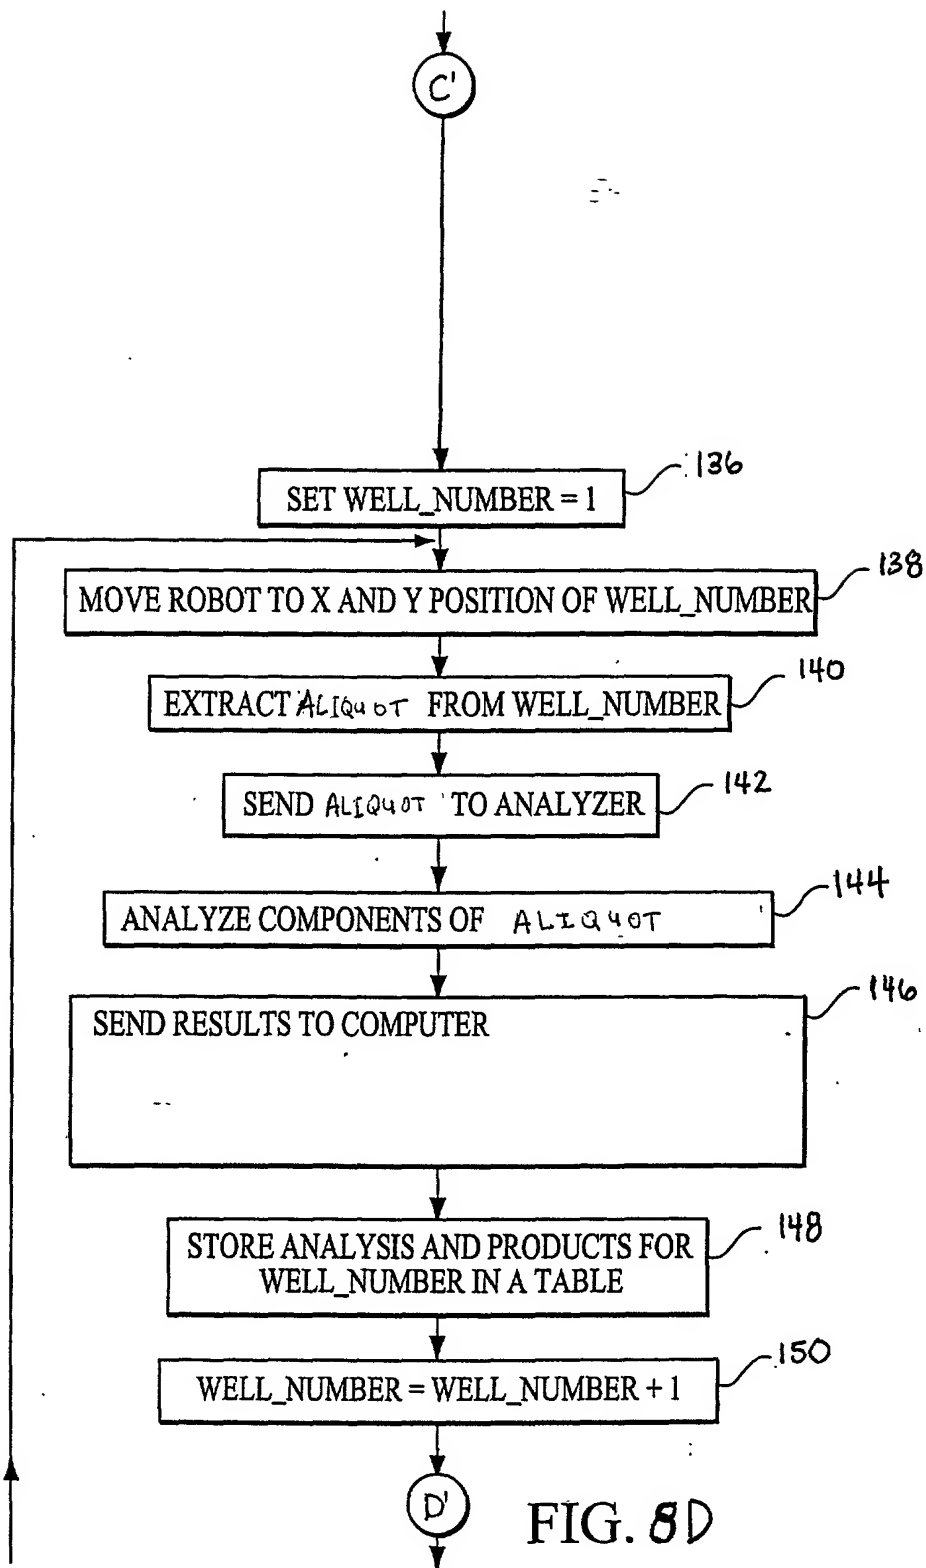 C'
136
SET WELL_NUMBER = 1
138
MOVE ROBOT TO X AND Y POSITION OF WELL_NUMBER
140
EXTRACT ALIQUOT FROM WELL_NUMBER
142
SEND ALIQUOT TO ANALYZER
144
ANALYZE COMPONENTS OF ALIQUOT
146
SEND RESULTS TO COMPUTER
148
STORE ANALYSIS AND PRODUCTS FOR
WELL_NUMBER IN A TABLE
150
WELL_NUMBER = WELL_NUMBER + 1
D'
FIG. 8D